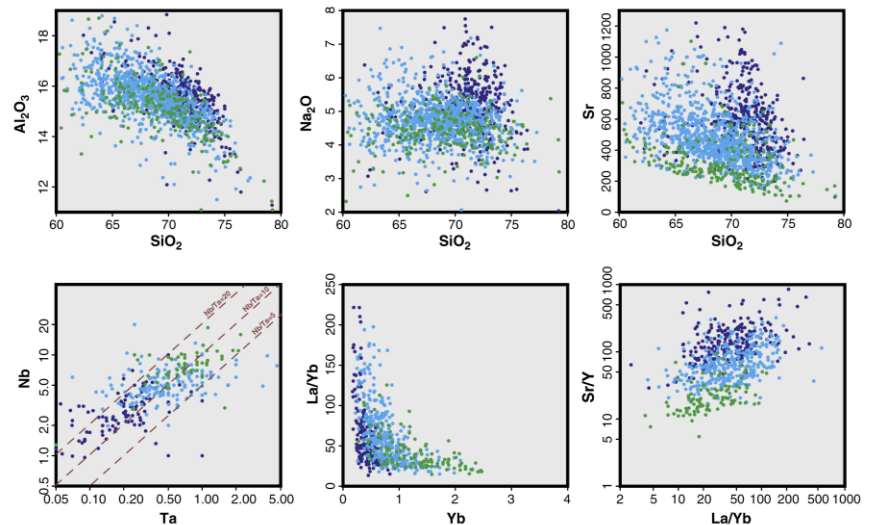 18
16
14
12
Al₂O₃
60 65 70 75 80
SiO₂
8
7
6
5
4
3
2
Na₂O
60 65 70 75 80
SiO₂
1200
1000
800
600
400
200
0
Sr
60 65 70 75 80
SiO₂
20
10
5.0
2.0
1.0
0.5
Nb
Nb/Ta=20
Nb/Ta=10
Nb/Ta=5
0.05 0.10 0.20 0.50 1.00 2.00 5.00
Ta
250
200
150
100
50
0
La/Yb
0 1 2 3 4
Yb
1000
500
100
50
10
5
1
Sr/Y
2 5 10 20 50 100 200 500 1000
La/Yb